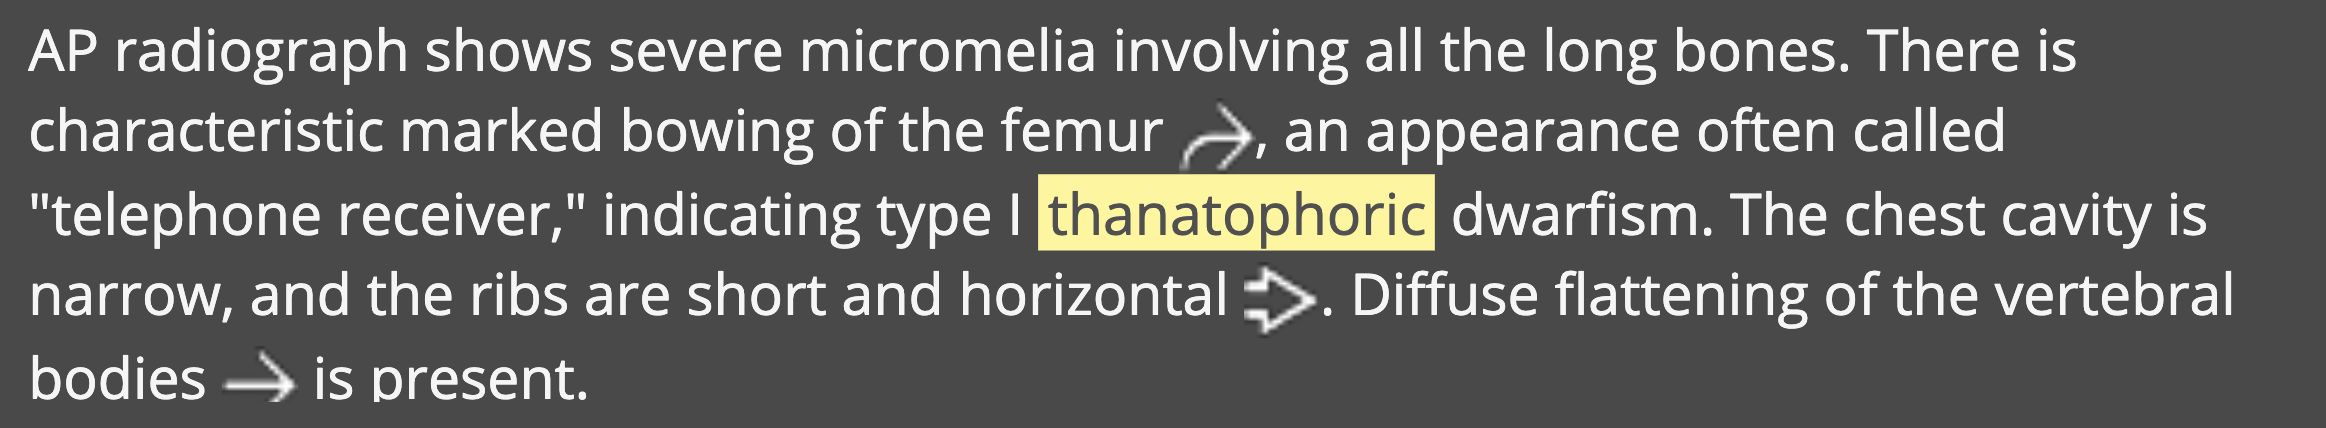 AP radiograph shows severe micromelia involving all the long bones. There is
characteristic marked bowing of the femur , an appearance often called
"telephone receiver," indicating type I thanatophoric dwarfism. The chest cavity is
narrow, and the ribs are short and horizontal . Diffuse flattening of the vertebral
bodies is present.